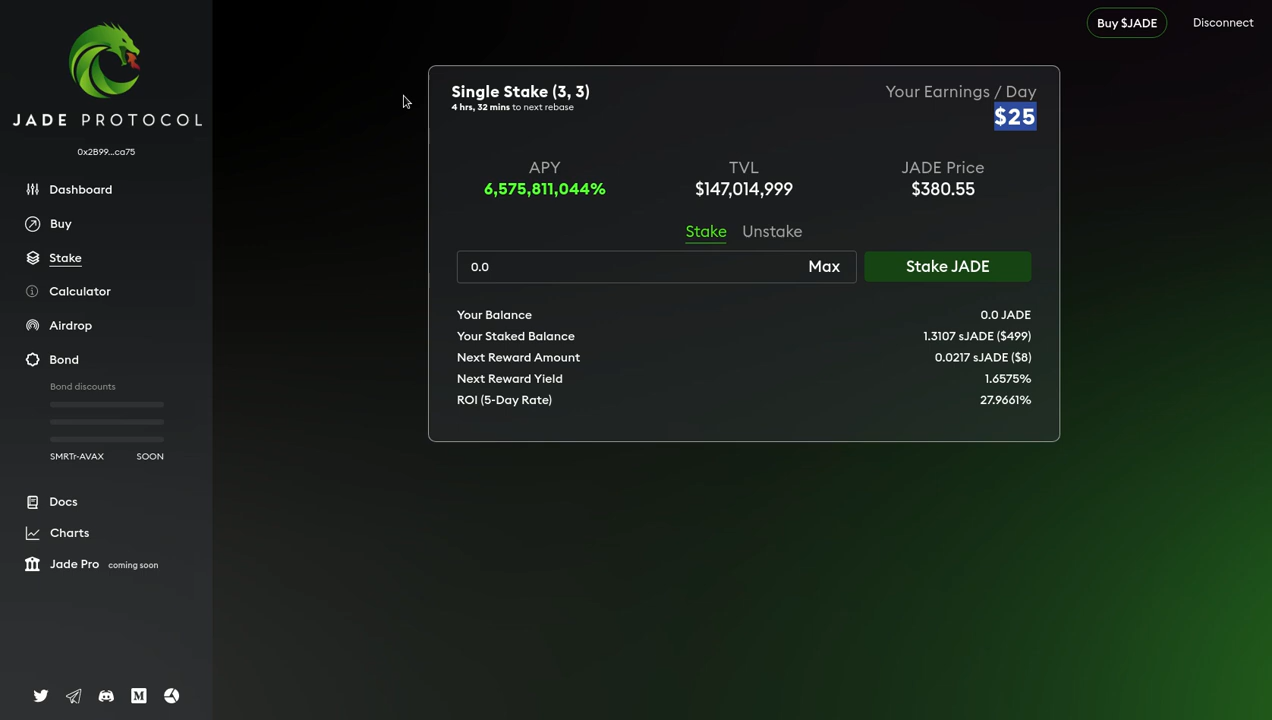 JADE PROTOCOL
0x2B99...ca75
Dashboard
Buy
Stake
Calculator
Airdrop
Bond
Bond discounts
SMRTr-AVAX SOON
Docs
Charts
Jade Pro coming soon
Buy $JADE
Disconnect
Single Stake (3, 3)
4 hrs, 32 mins to next rebase
Your Earnings / Day
$25
APY
6,575,811,044%
TVL
$147,014,999
JADE Price
$380.55
Stake Unstake
0.0 Max Stake JADE
Your Balance 0.0 JADE
Your Staked Balance 1.3107 sJADE ($499)
Next Reward Amount 0.0217 sJADE ($8)
Next Reward Yield 1.6575%
ROI (5-Day Rate) 27.9661%